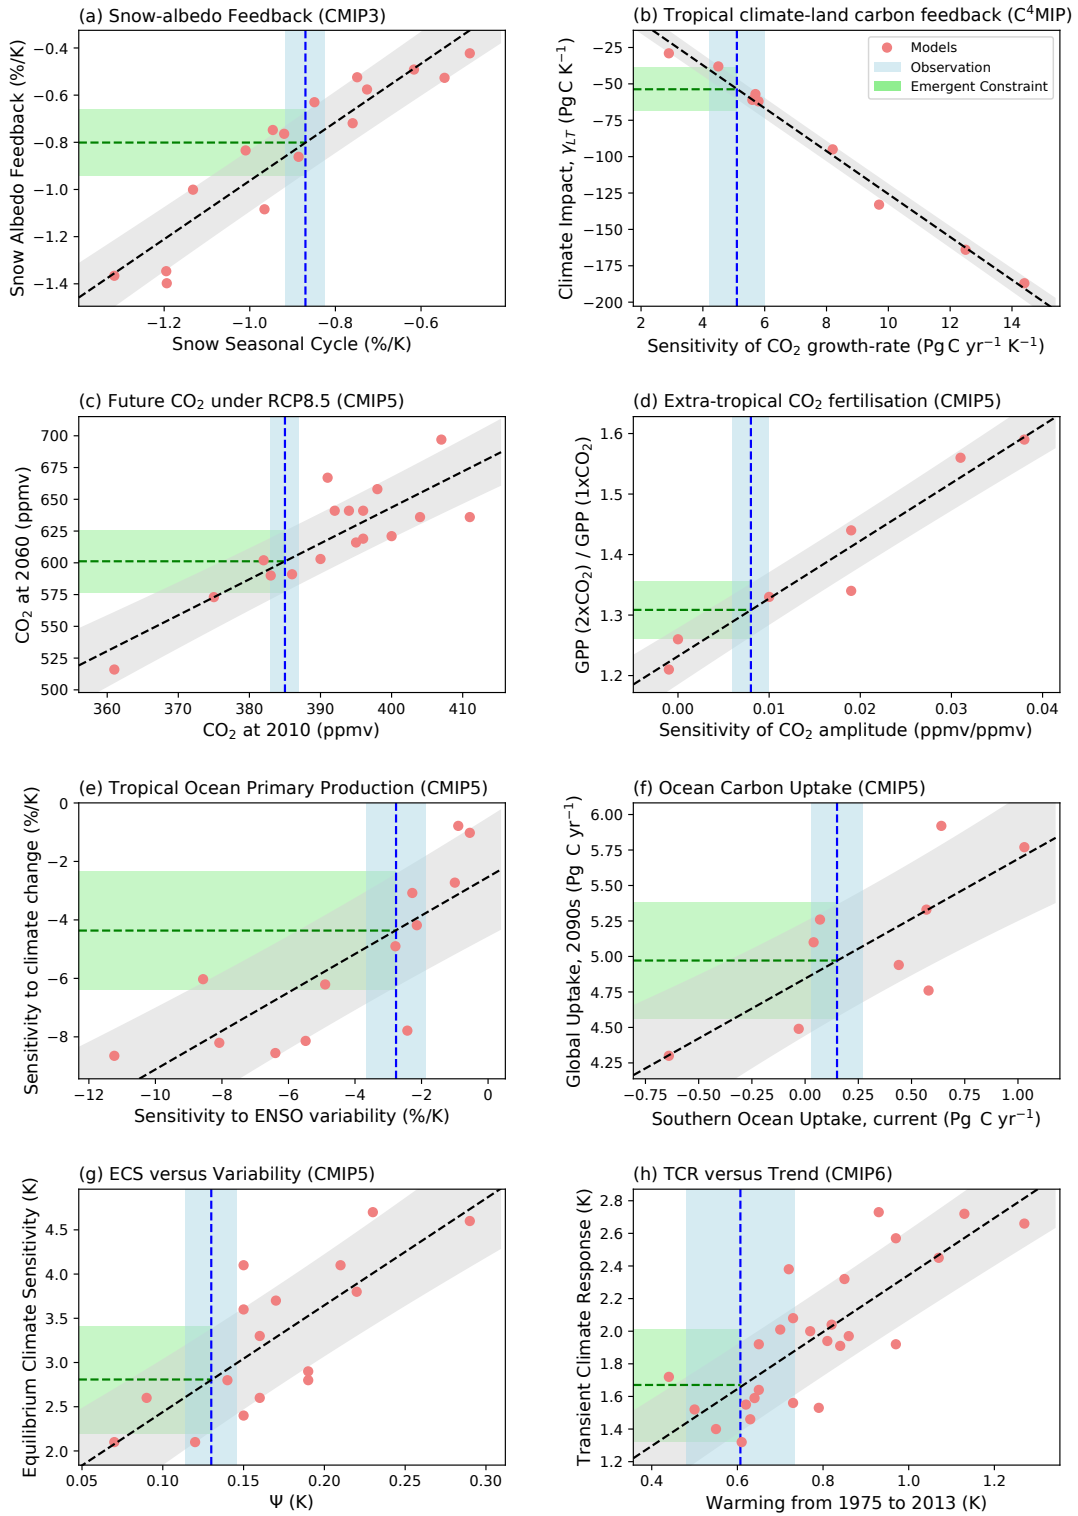 (a) Snow-albedo Feedback (CMIP3)
Snow Albedo Feedback (%/K)
−0.4
−0.6
−0.8
−1.0
−1.2
−1.4
−1.2 −1.0 −0.8 −0.6
Snow Seasonal Cycle (%/K)
(b) Tropical climate-land carbon feedback (C⁴MIP)
Climate Impact, γ_LT (PgC K⁻¹)
−25
−50
−75
−100
−125
−150
−175
−200
2 4 6 8 10 12 14
Sensitivity of CO₂ growth-rate (PgC yr⁻¹ K⁻¹)
Models
Observation
Emergent Constraint
(c) Future CO₂ under RCP8.5 (CMIP5)
CO₂ at 2060 (ppmv)
700
675
650
625
600
575
550
525
500
360 370 380 390 400 410
CO₂ at 2010 (ppmv)
(d) Extra-tropical CO₂ fertilisation (CMIP5)
GPP (2xCO₂) / GPP (1xCO₂)
1.6
1.5
1.4
1.3
1.2
0.00 0.01 0.02 0.03 0.04
Sensitivity of CO₂ amplitude (ppmv/ppmv)
(e) Tropical Ocean Primary Production (CMIP5)
Sensitivity to climate change (%/K)
0
−2
−4
−6
−8
−12 −10 −8 −6 −4 −2 0
Sensitivity to ENSO variability (%/K)
(f) Ocean Carbon Uptake (CMIP5)
Global Uptake, 2090s (Pg C yr⁻¹)
6.00
5.75
5.50
5.25
5.00
4.75
4.50
4.25
−0.75 −0.50 −0.25 0.00 0.25 0.50 0.75 1.00
Southern Ocean Uptake, current (Pg C yr⁻¹)
(g) ECS versus Variability (CMIP5)
Equilibrium Climate Sensitivity (K)
4.5
4.0
3.5
3.0
2.5
2.0
0.05 0.10 0.15 0.20 0.25 0.30
Ψ (K)
(h) TCR versus Trend (CMIP6)
Transient Climate Response (K)
2.8
2.6
2.4
2.2
2.0
1.8
1.6
1.4
1.2
0.4 0.6 0.8 1.0 1.2
Warming from 1975 to 2013 (K)